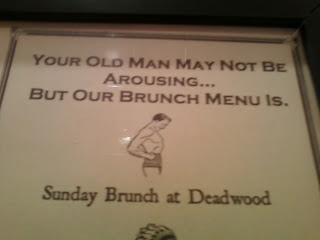 YOUR OLD MAN MAY NOT BE
AROUSING...
BUT OUR BRUNCH MENU IS.
Sunday Brunch at Deadwood